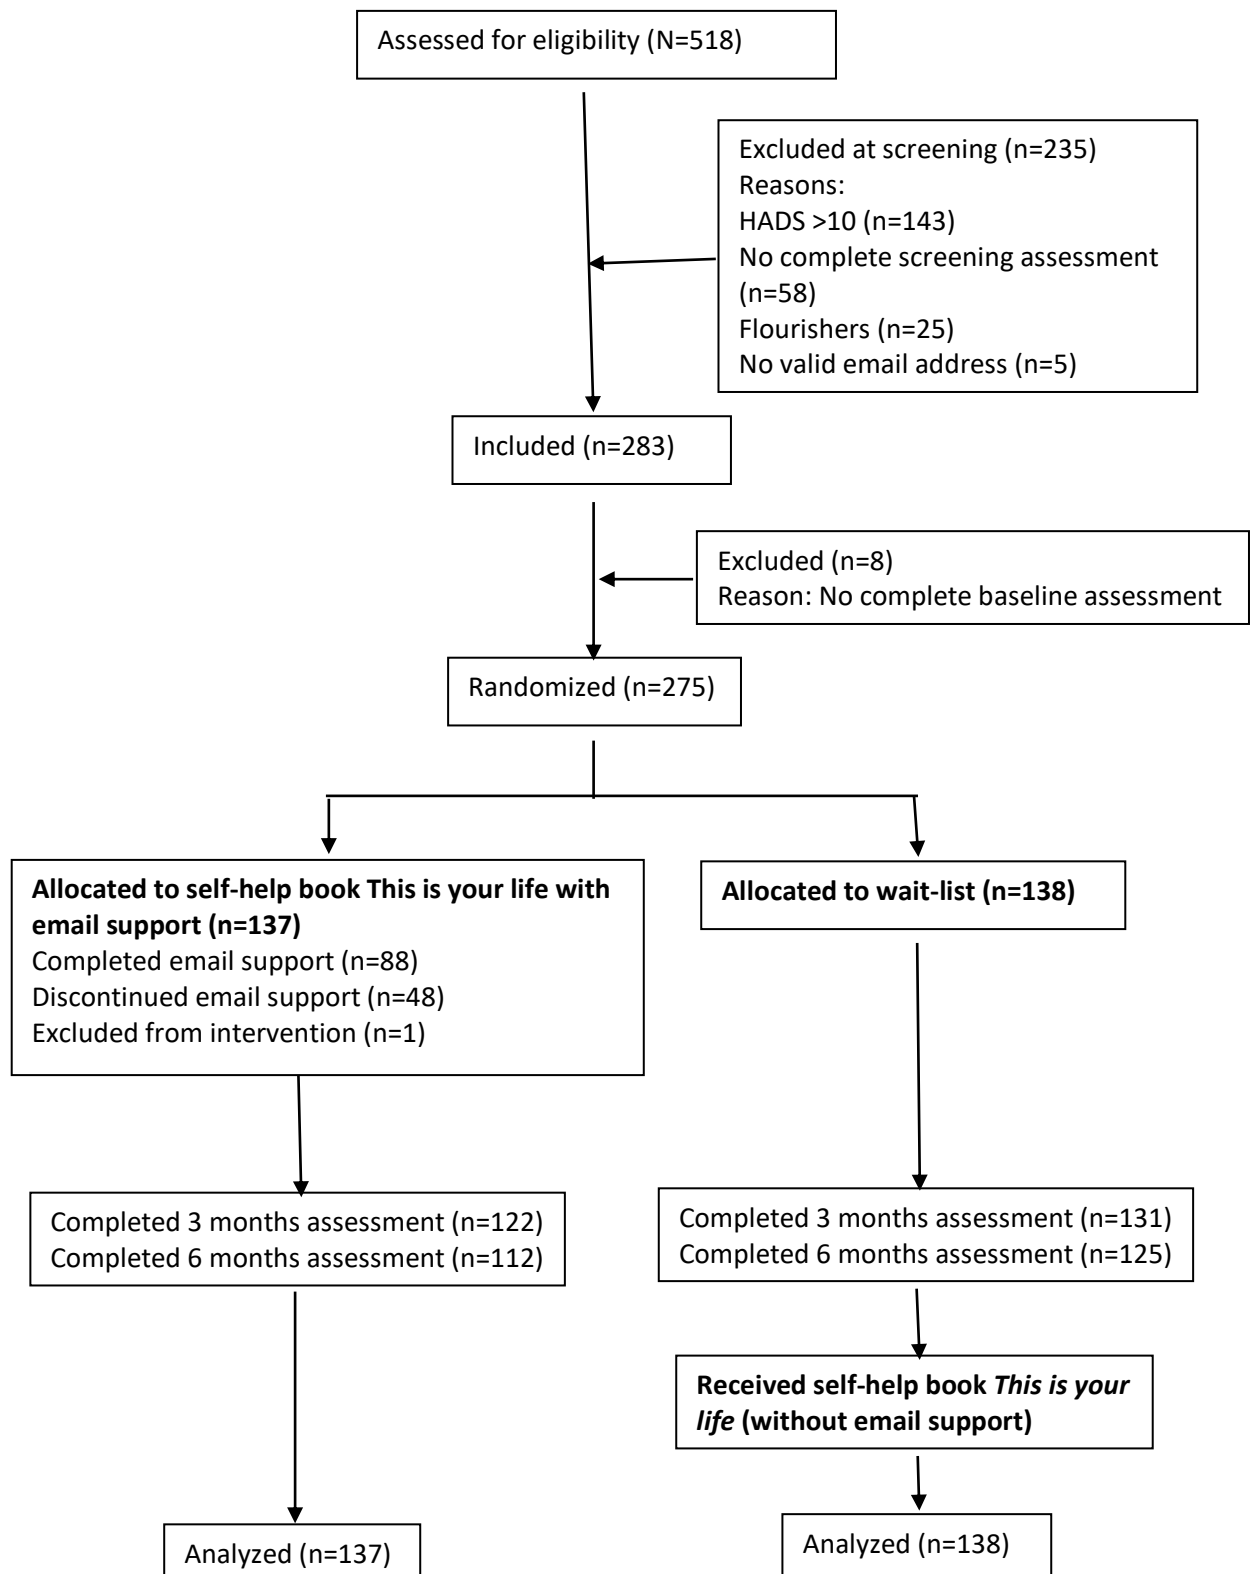 Assessed for eligibility (N=518)
Excluded at screening (n=235)
Reasons:
HADS >10 (n=143)
No complete screening assessment
(n=58)
Flourishers (n=25)
No valid email address (n=5)
Included (n=283)
Excluded (n=8)
Reason: No complete baseline assessment
Randomized (n=275)
Allocated to self-help book This is your life with
email support (n=137)
Completed email support (n=88)
Discontinued email support (n=48)
Excluded from intervention (n=1)
Allocated to wait-list (n=138)
Completed 3 months assessment (n=122)
Completed 6 months assessment (n=112)
Completed 3 months assessment (n=131)
Completed 6 months assessment (n=125)
Received self-help book This is your
life (without email support)
Analyzed (n=137)
Analyzed (n=138)